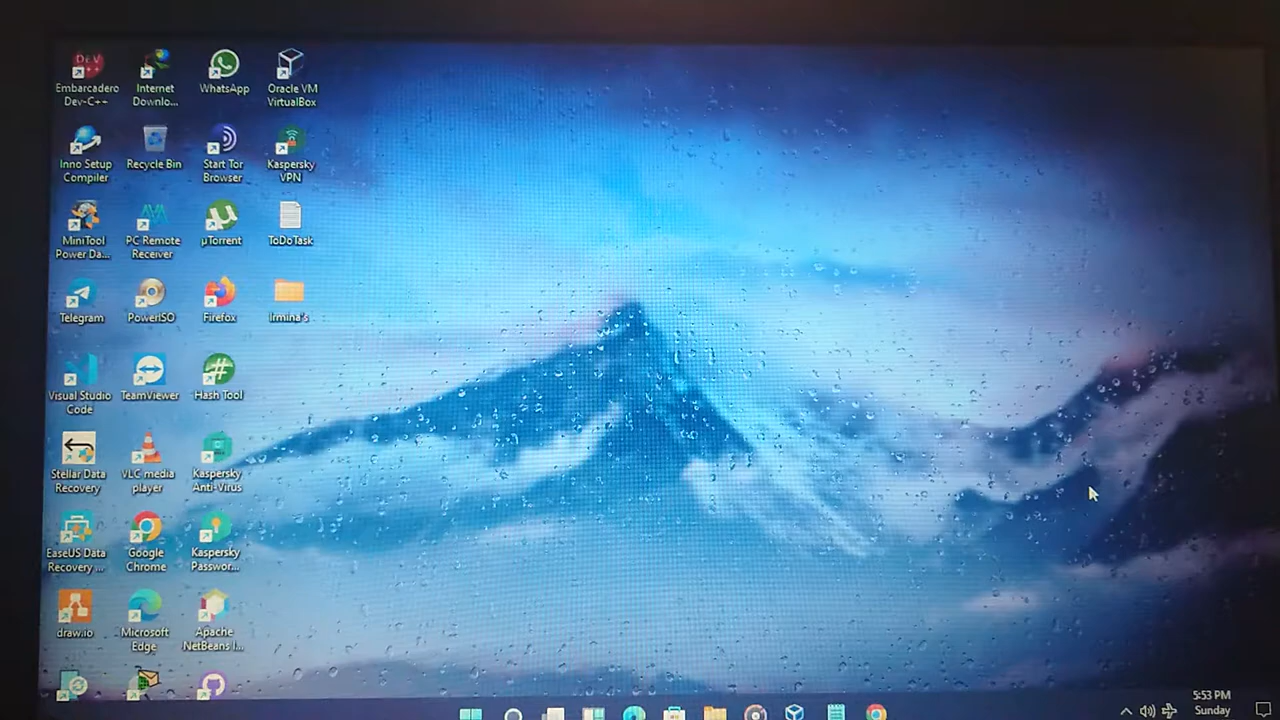 DEV
Embarcadero
Dev-C++
Internet
Downlo...
WhatsApp
Oracle VM
VirtualBox
Inno Setup
Compiler
Recycle Bin
Start Tor
Browser
Kaspersky
VPN
MiniTool
Power Da...
PC Remote
Receiver
µTorrent
ToDoTask
Telegram
PowerISO
Firefox
Irmina's
Visual Studio
Code
TeamViewer
Hash Tool
Stellar Data
Recovery
VLC media
player
Kaspersky
Anti-Virus
EaseUS Data
Recovery ...
Google
Chrome
Kaspersky
Passwor...
draw.io
Microsoft
Edge
Apache
NetBeans I...
5:53 PM
Sunday